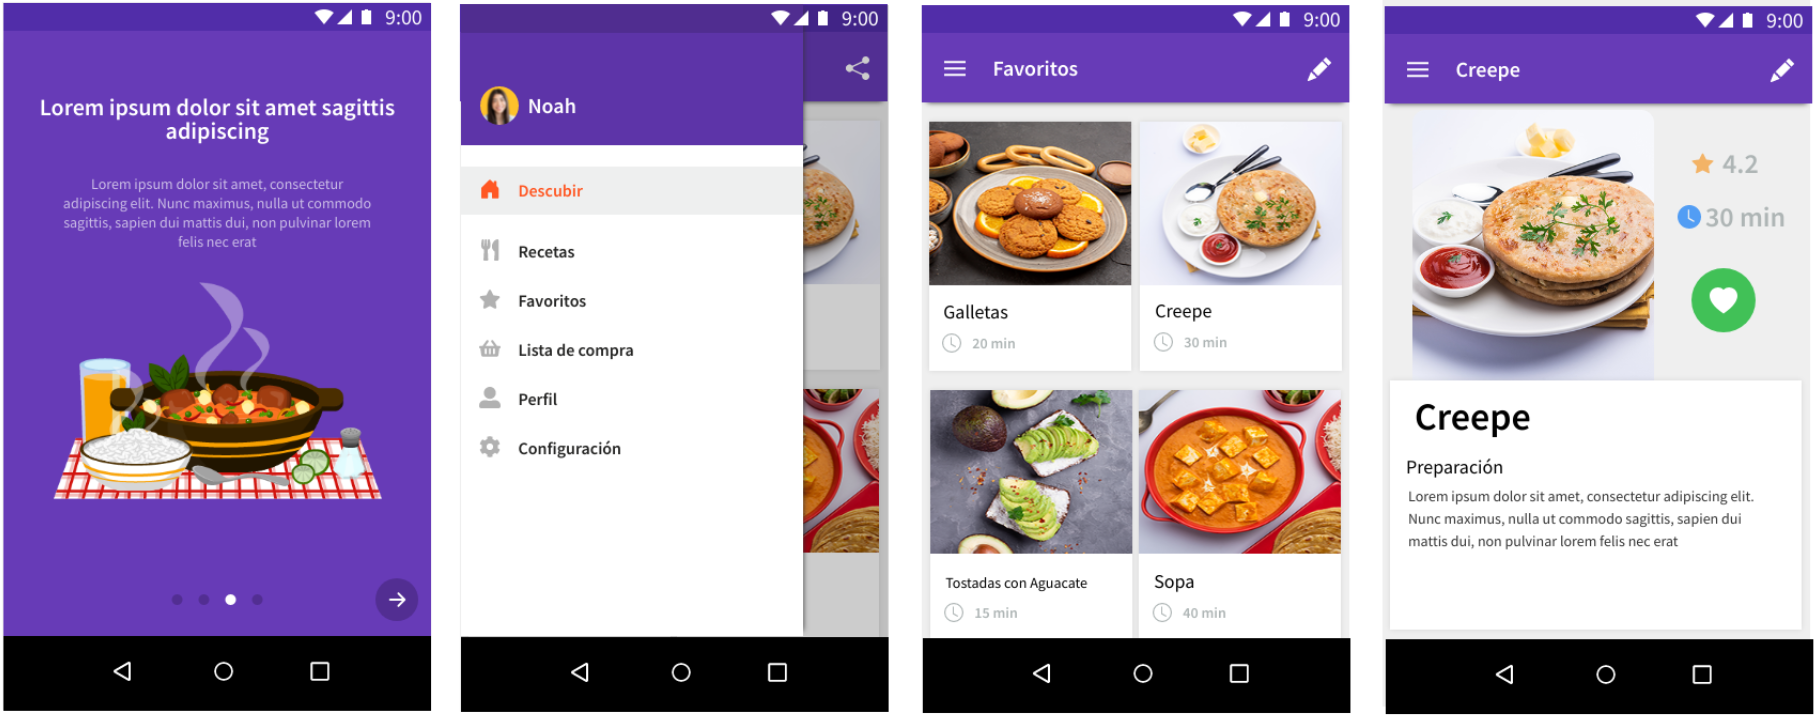 9:00
Lorem ipsum dolor sit amet sagittis
adipiscing
Lorem ipsum dolor sit amet, consectetur
adipiscing elit. Nunc maximus, nulla ut commodo
sagittis, sapien dui mattis dui, non pulvinar lorem
felis nec erat
9:00
Noah
Descubir
Recetas
Favoritos
Lista de compra
Perfil
Configuración
9:00
Favoritos
Galletas
20 min
Creepe
30 min
Tostadas con Aguacate
15 min
Sopa
40 min
9:00
Creepe
4.2
30 min
Creepe
Preparación
Lorem ipsum dolor sit amet, consectetur adipiscing elit.
Nunc maximus, nulla ut commodo sagittis, sapien dui
mattis dui, non pulvinar lorem felis nec erat